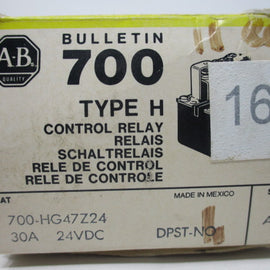 A-B
QUALITY
BULLETIN
700
TYPE H
CONTROL RELAY
RELAIS
SCHALTRELAIS
RELE DE CONTROL
RELE DE CONTROLE
16
MADE IN MEXICO
700-HG47Z24
30A 24VDC
DPST-NO